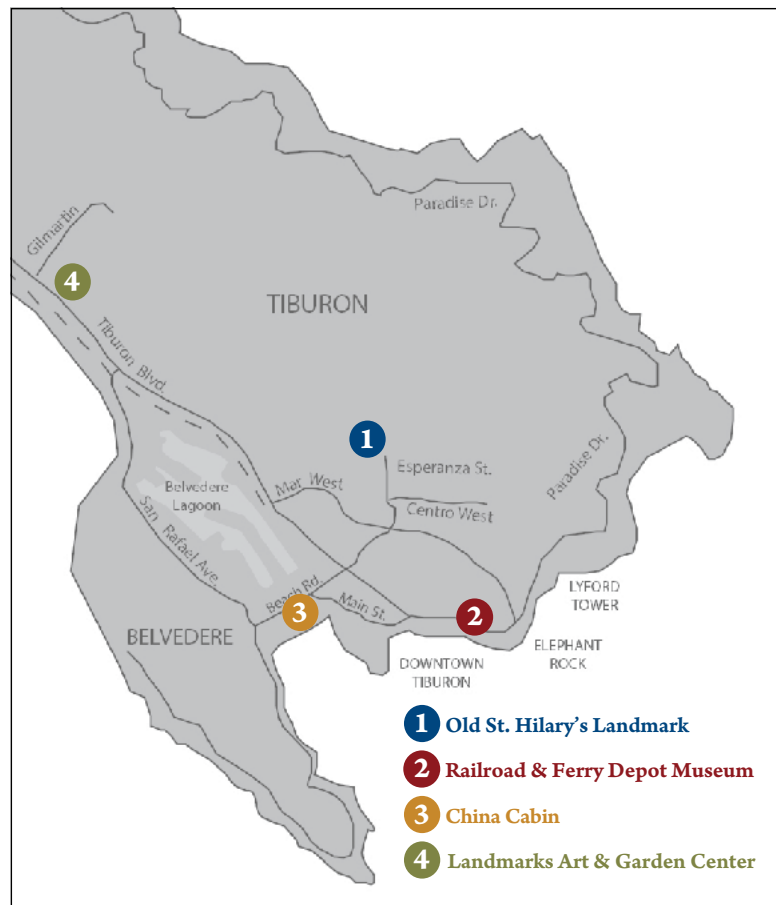 Paradise Dr.
Gilmartin
4
TIBURON
Tiburon Blvd.
1
Esperanza St.
Paradise Dr.
Mar West
Belvedere
Lagoon
Centro West
San Rafael Ave.
Beach Rd.
3
Main St.
2
LYFORD
TOWER
BELVEDERE
ELEPHANT
ROCK
DOWNTOWN
TIBURON
1 Old St. Hilary's Landmark
2 Railroad & Ferry Depot Museum
3 China Cabin
4 Landmarks Art & Garden Center